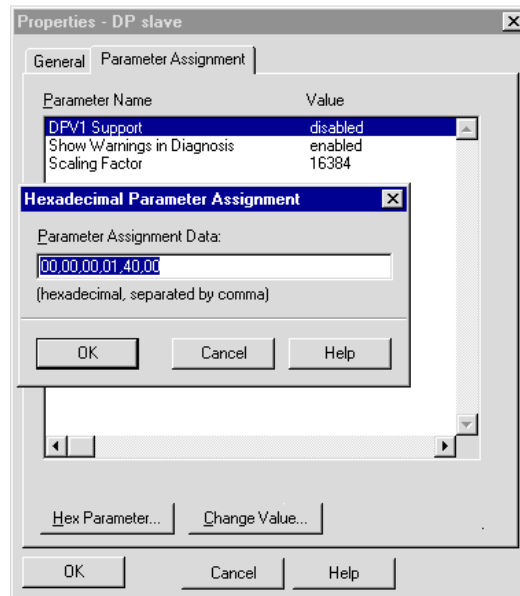 Properties - DP slave
General Parameter Assignment
Parameter Name Value
DPV1 Support disabled
Show Warnings in Diagnosis enabled
Scaling Factor 16384
Hexadecimal Parameter Assignment
Parameter Assignment Data:
00,00,00,01,40,00
(hexadecimal, separated by comma)
OK Cancel Help
Hex Parameter... Change Value...
OK Cancel Help